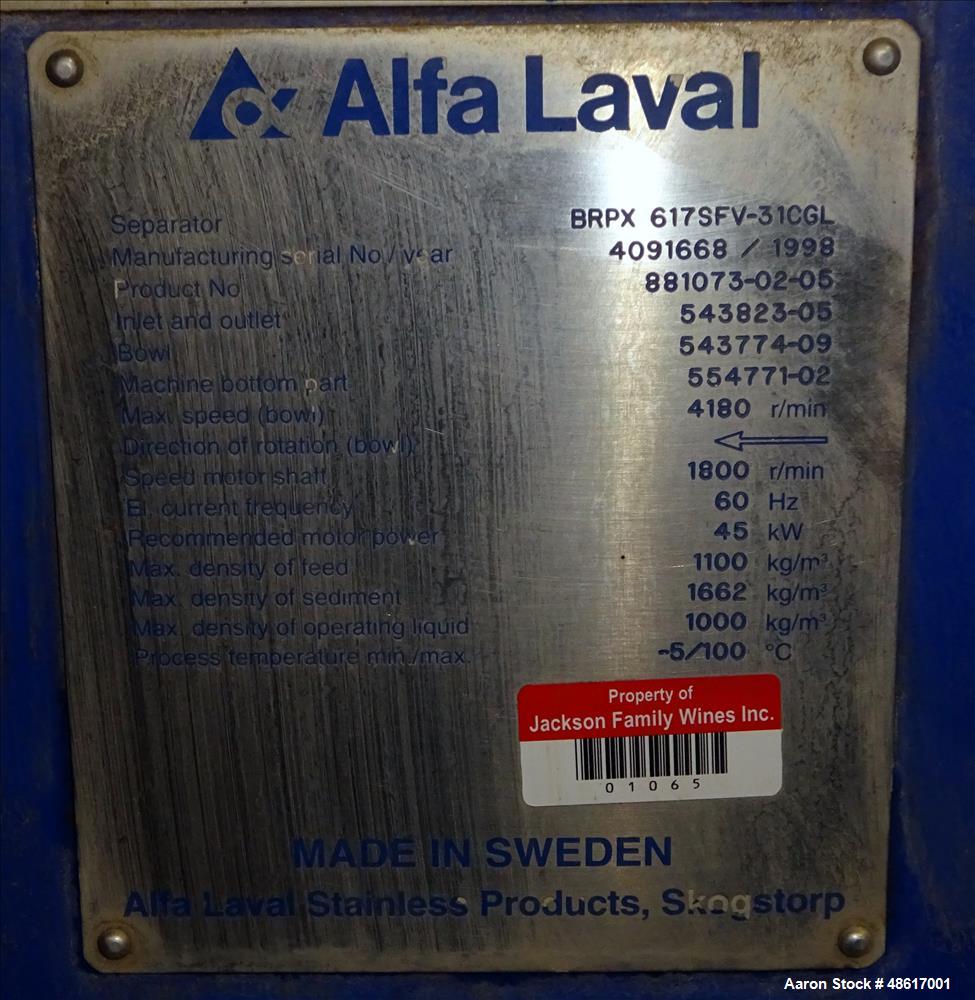 Alfa Laval
Separator BRPX 617SFV-31CGL
Manufacturing serial No / year 4091668 / 1998
Product No 881073-02-05
Inlet and outlet 543823-05
Bowl 543774-09
Machine bottom part 554771-02
Max. speed (bowl) 4180 r/min
Direction of rotation (bowl)
Speed motor shaft 1800 r/min
El. current frequency 60 Hz
Recommended motor power 45 kW
Max. density of feed 1100 kg/m³
Max. density of sediment 1662 kg/m³
Max. density of operating liquid 1000 kg/m³
Process temperature min./max. -5/100 °C
Property of
Jackson Family Wines Inc.
01065
MADE IN SWEDEN
Alfa Laval Stainless Products, Skogstorp
Aaron Stock # 48617001